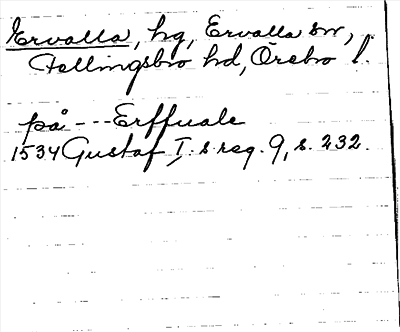 Ervalla, hg, Ervalla sn,
Fellingsbro hd, Örebro l.
på --- Erffuale
1534 Gustaf I:s reg. 9, s. 232.